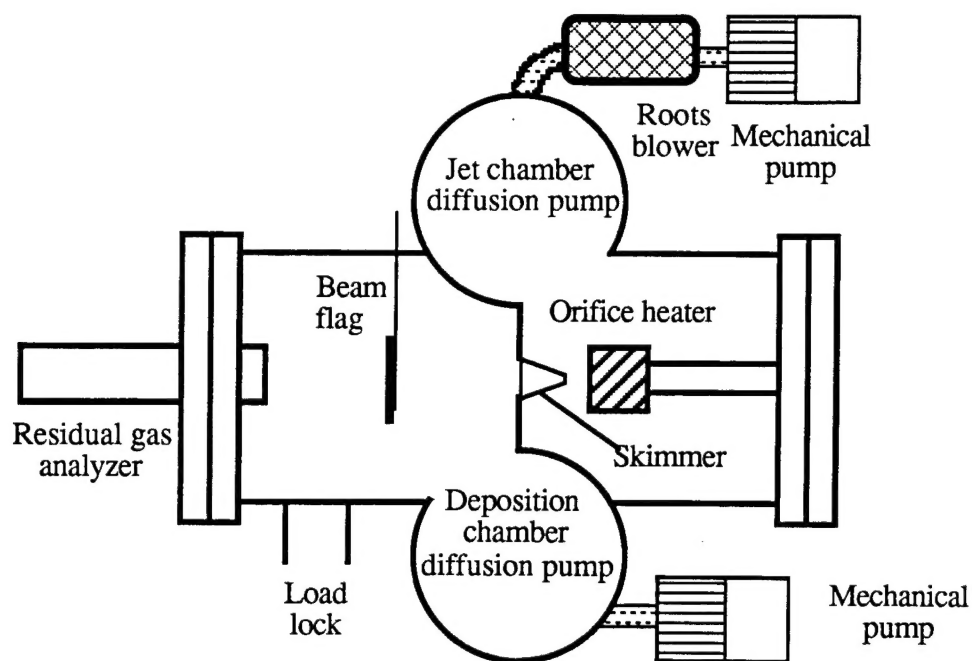 Roots
blower
Mechanical
pump
Jet chamber
diffusion pump
Beam
flag
Orifice heater
Residual gas
analyzer
Skimmer
Deposition
chamber
diffusion pump
Load
lock
Mechanical
pump